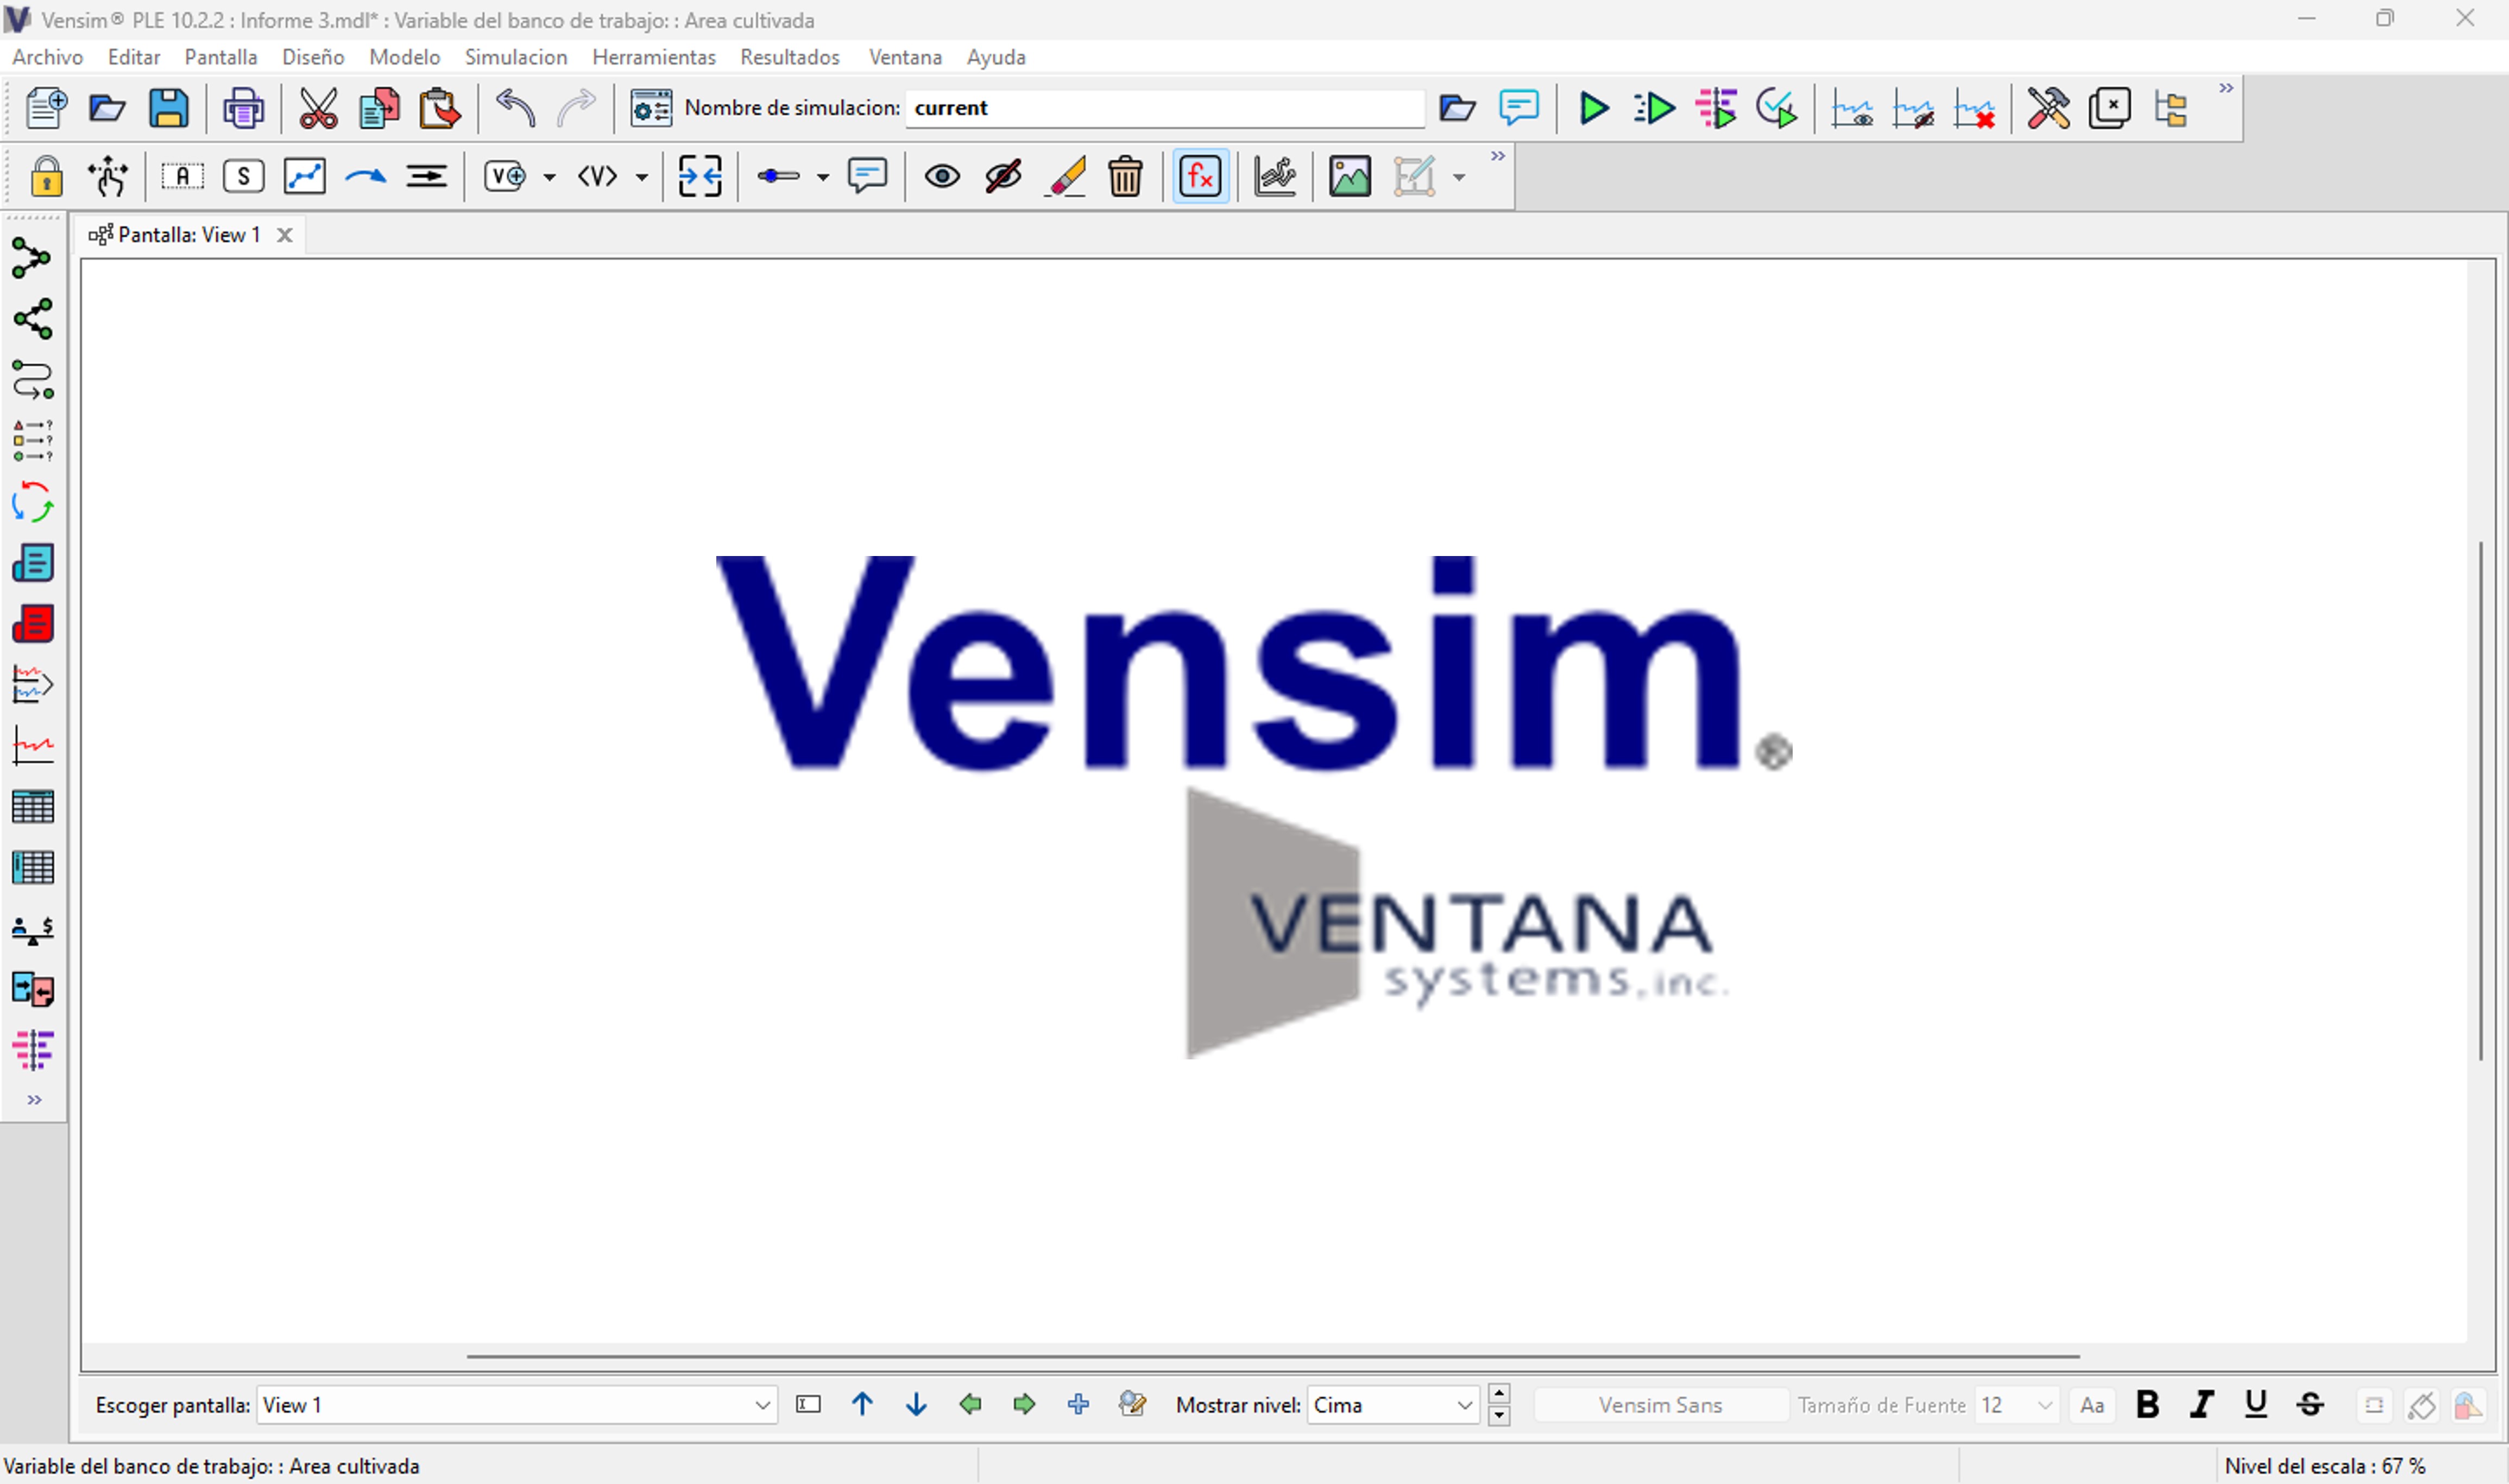 Vensim® PLE 10.2.2 : Informe 3.mdl* : Variable del banco de trabajo: : Area cultivada
Archivo Editar Pantalla Diseño Modelo Simulacion Herramientas Resultados Ventana Ayuda
Nombre de simulacion: current
A S V <V> fx
Pantalla: View 1
Vensim®
VENTANA
systems, inc.
Escoger pantalla: View 1 Mostrar nivel: Cima Vensim Sans Tamaño de Fuente 12 Aa B I U S
Variable del banco de trabajo: : Area cultivada Nivel del escala : 67 %